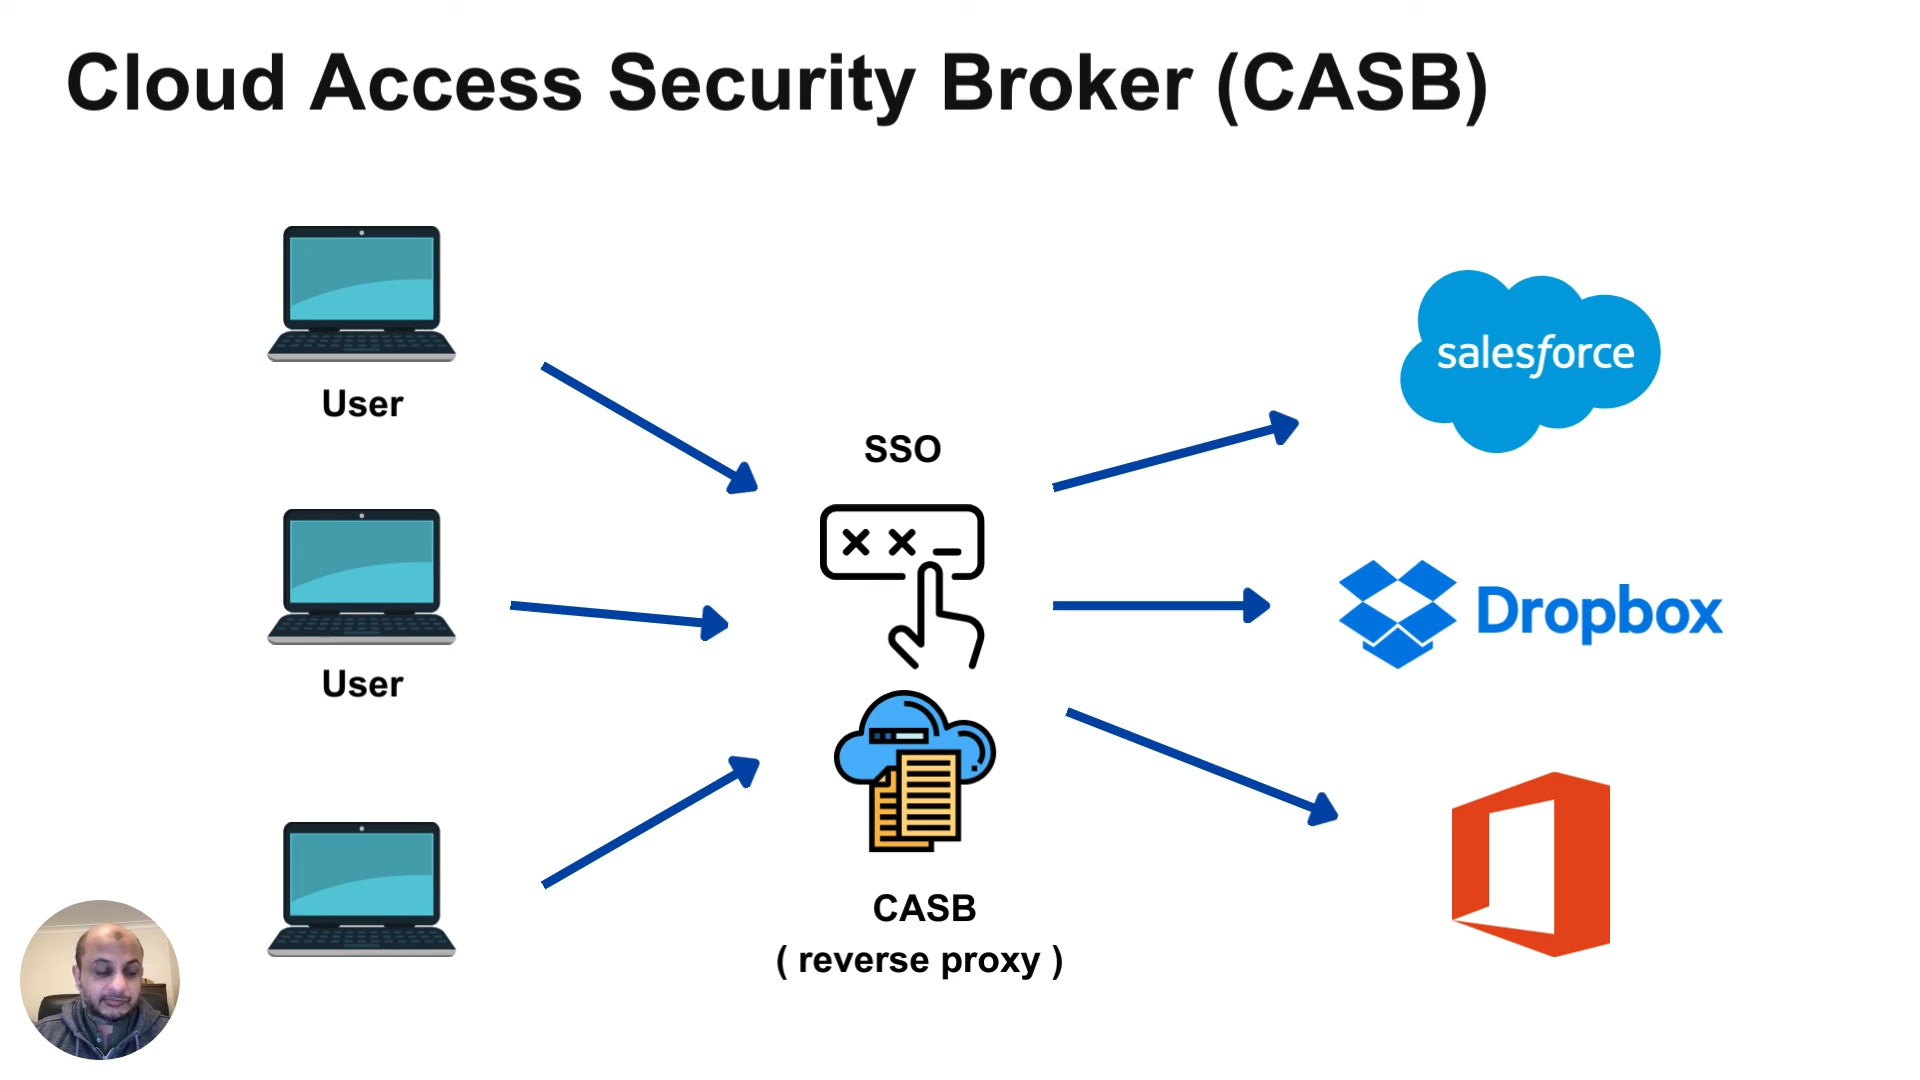 Cloud Access Security Broker (CASB)
User
User
SSO
x x _
CASB
( reverse proxy )
salesforce
Dropbox